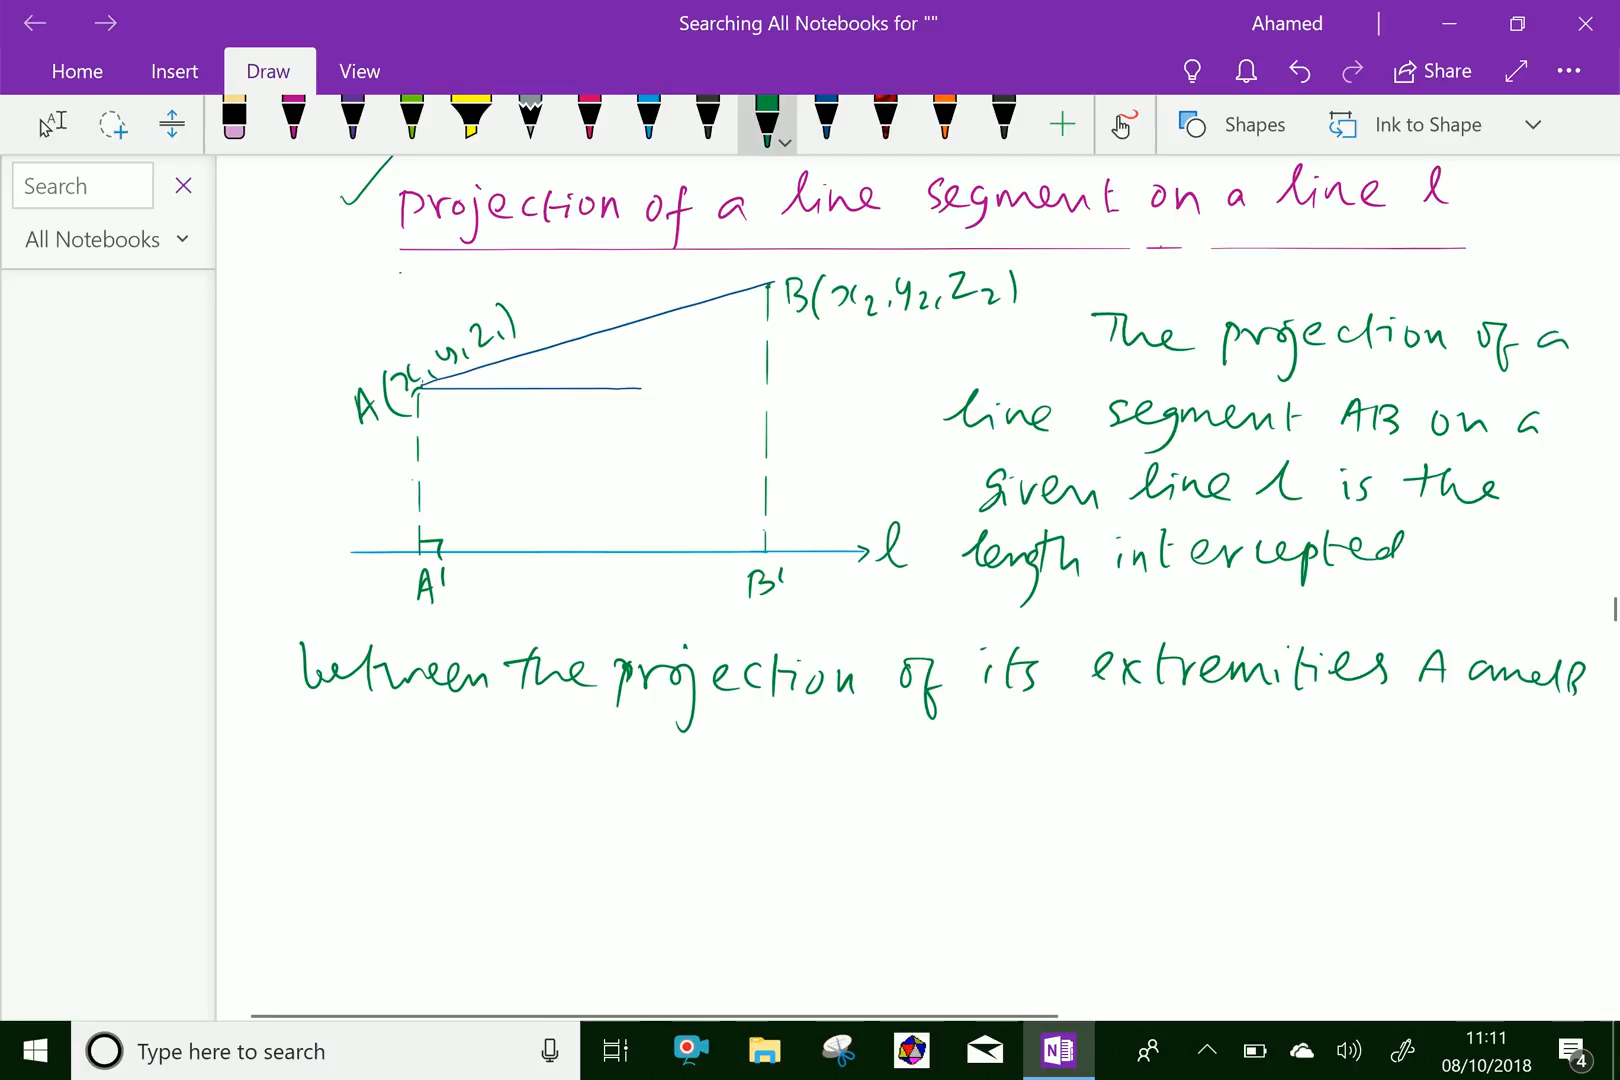 Searching All Notebooks for ""
Ahamed
Home Insert Draw View
Share
Shapes
Ink to Shape
Search
All Notebooks
projection of a line segment on a line l
B(x2, y2, z2)
A(x1, y1, z1)
The projection of a
line segment AB on a
given line l is the
l
length intercepted
A' B'
between the projection of its extremities A and B
Type here to search
11:11
08/10/2018
4